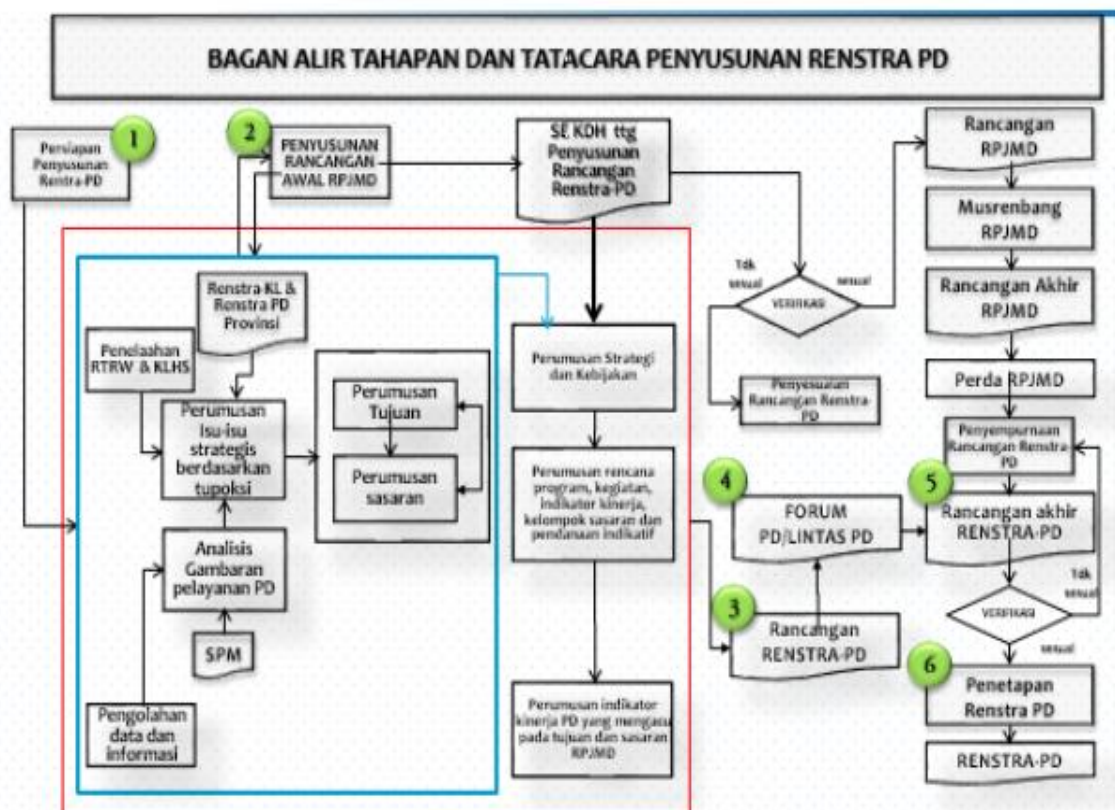 BAGAN ALIR TAHAPAN DAN TATACARA PENYUSUNAN RENSTRA PD
1
Persiapan
Penyusunan
Rentra-PD
2
PENYUSUNAN
RANCANGAN
AWAL RPJMD
SE KDH ttg
Penyusunan
Rancangan
Renstra-PD
Rancangan
RPJMD
Musrenbang
RPJMD
Rancangan Akhir
RPJMD
Perda RPJMD
Penyempurnaan
Rancangan Renstra-
PD
Tdk
sesuai
sesuai
VERIFIKASI
Penyesuaian
Rancangan Renstra-
PD
Renstra-KL &
Renstra PD
Provinsi
Penelaahan
RTRW & KLHS
Perumusan
Isu-isu
strategis
berdasarkan
tupoksi
Perumusan
Tujuan
Perumusan
sasaran
Analisis
Gambaran
pelayanan PD
SPM
Pengolahan
data dan
informasi
Perumusan Strategi
dan Kebijakan
Perumusan rencana
program, kegiatan,
indikator kinerja,
kelompok sasaran dan
pendanaan indikatif
Perumusan indikator
kinerja PD yang mengacu
pada tujuan dan sasaran
RPJMD
3
Rancangan
RENSTRA-PD
4
FORUM
PD/LINTAS PD
5
Rancangan akhir
RENSTRA-PD
Tdk
sesuai
VERIFIKASI
sesuai
6
Penetapan
Renstra PD
RENSTRA-PD